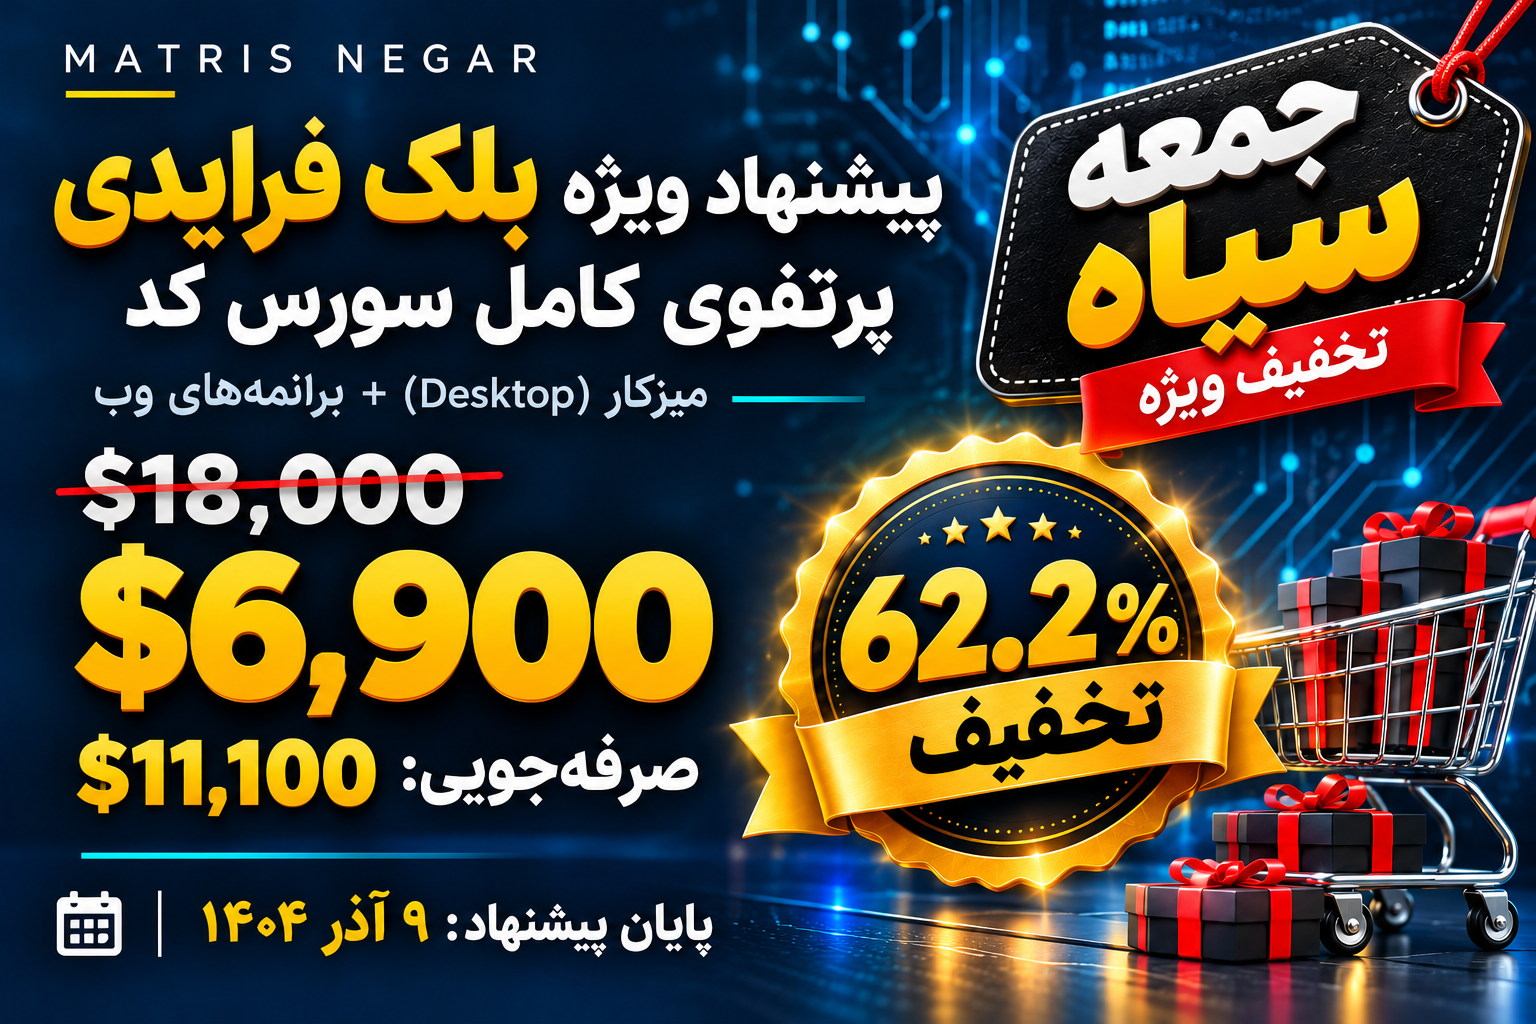 MATRIS NEGAR
پیشنهاد ویژه بلک فرایدی
پرتفوی کامل سورس کد
میزکار (Desktop) + برانمه‌های وب
$18,000
$6,900
صرفه‌جویی: $11,100
پایان پیشنهاد: ۹ آذر ۱۴۰۴
جمعه
سیاه
تخفیف ویژه
62.2%
تخفیف